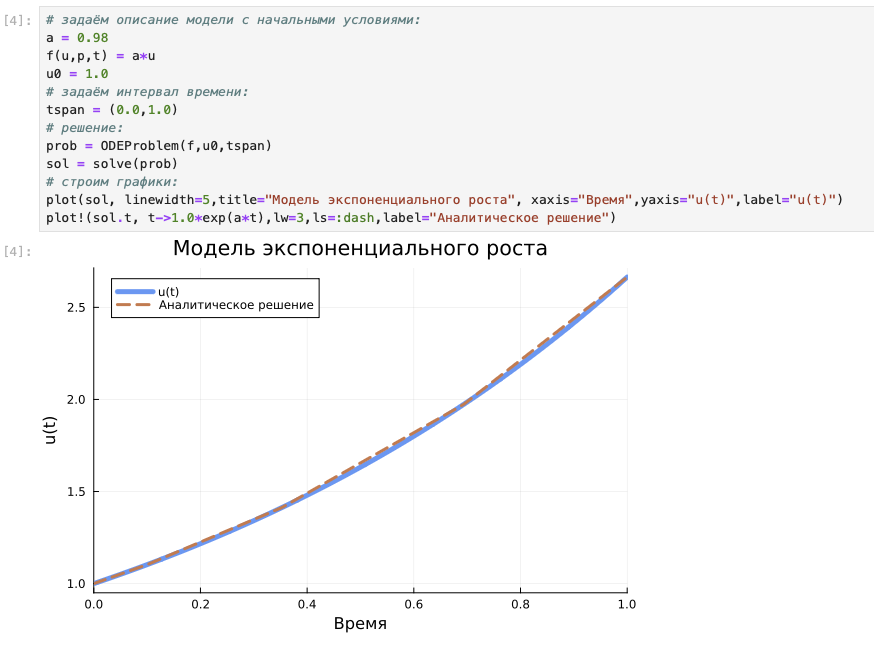 [4]:
# задаём описание модели с начальными условиями:
a = 0.98
f(u,p,t) = a*u
u0 = 1.0
# задаём интервал времени:
tspan = (0.0,1.0)
# решение:
prob = ODEProblem(f,u0,tspan)
sol = solve(prob)
# строим графики:
plot(sol, linewidth=5,title="Модель экспоненциального роста", xaxis="Время",yaxis="u(t)",label="u(t)")
plot!(sol.t, t->1.0*exp(a*t),lw=3,ls=:dash,label="Аналитическое решение")
[4]:
Модель экспоненциального роста
u(t)
Аналитическое решение
2.5
2.0
1.5
1.0
u(t)
0.0 0.2 0.4 0.6 0.8 1.0
Время